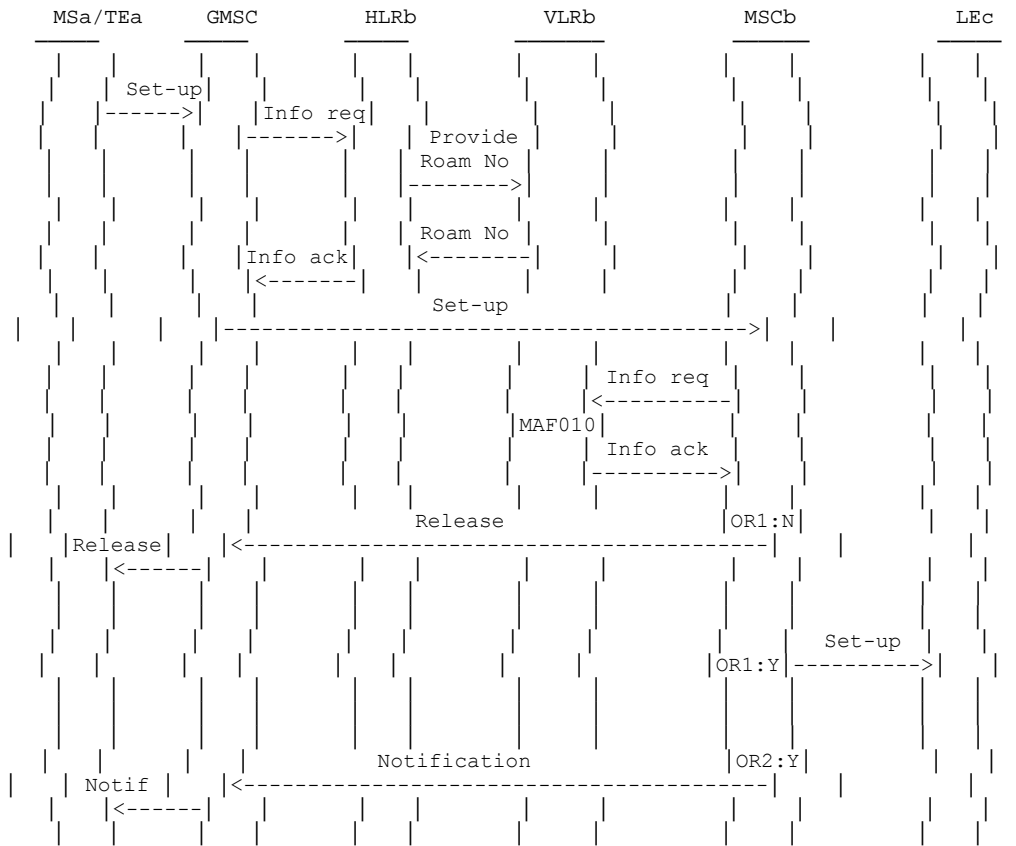 MSa/TEa GMSC HLRb VLRb MSCb LEc
Set-up
Info req
Provide
Roam No
Roam No
Info ack
Set-up
Info req
MAF010
Info ack
Release OR1:N
Release
Set-up
OR1:Y
Notification OR2:Y
Notif